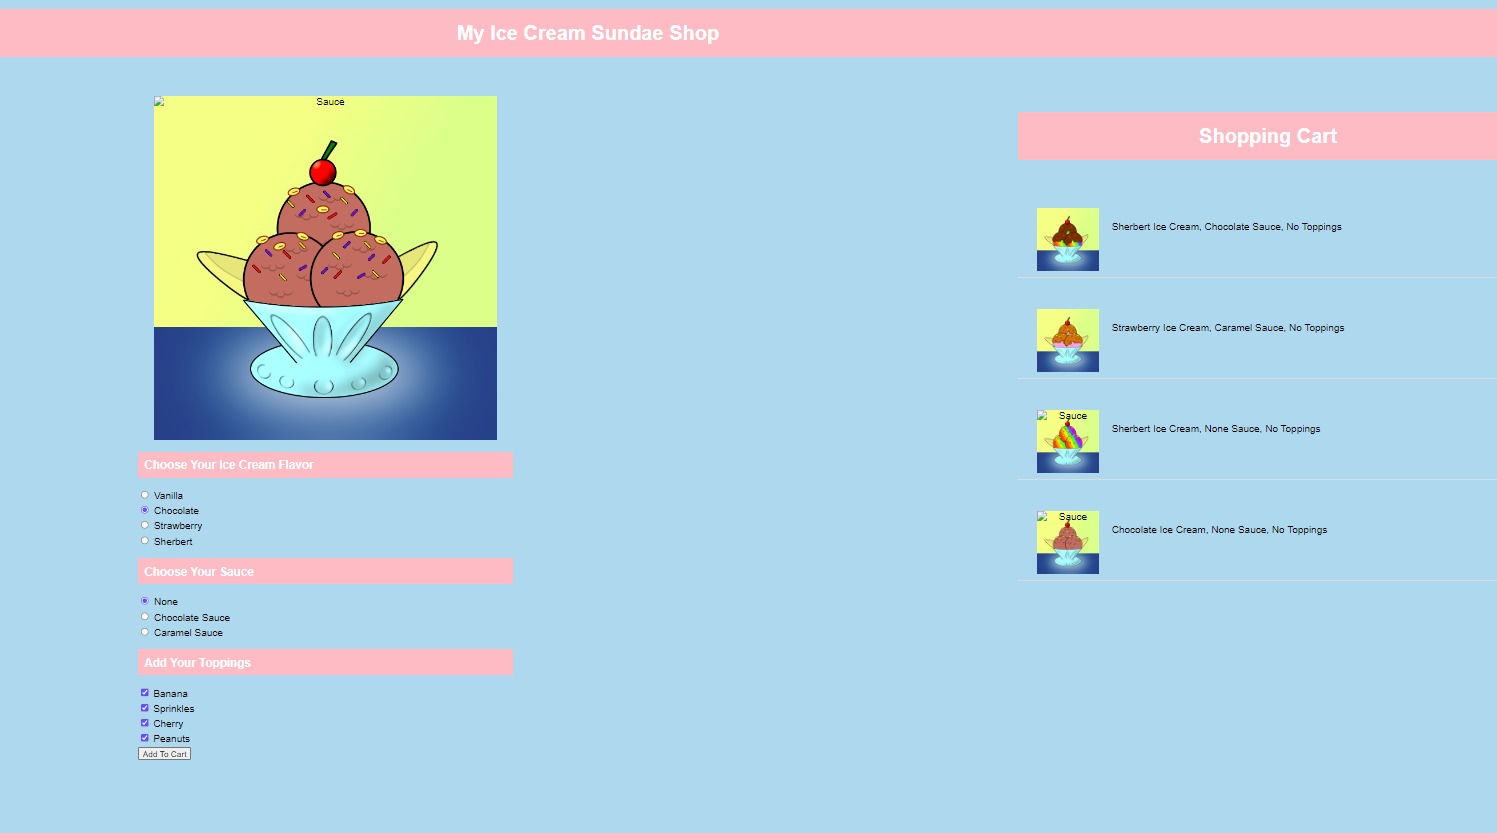 My Ice Cream Sundae Shop
Sauce
Choose Your Ice Cream Flavor
Vanilla
Chocolate
Strawberry
Sherbert
Choose Your Sauce
None
Chocolate Sauce
Caramel Sauce
Add Your Toppings
Banana
Sprinkles
Cherry
Peanuts
Add To Cart
Shopping Cart
Sherbert Ice Cream, Chocolate Sauce, No Toppings
Strawberry Ice Cream, Caramel Sauce, No Toppings
Sauce
Sherbert Ice Cream, None Sauce, No Toppings
Sauce
Chocolate Ice Cream, None Sauce, No Toppings